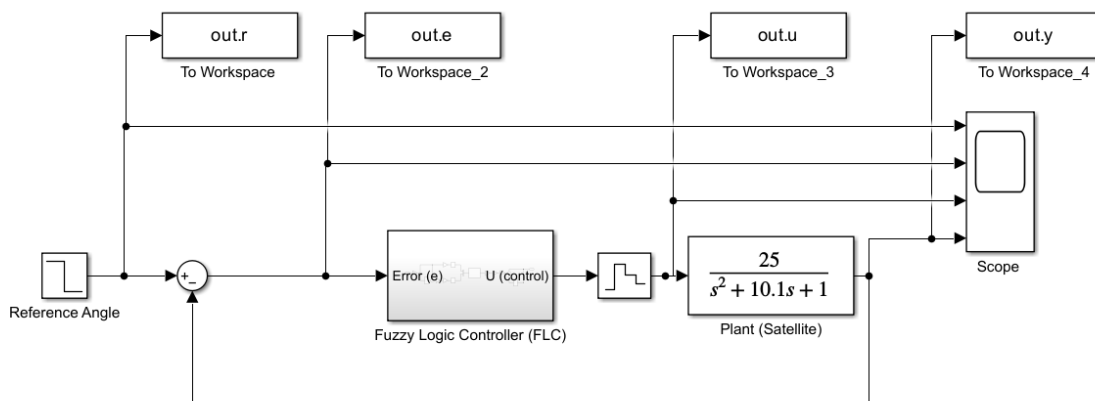 out.r
out.e
out.u
out.y
To Workspace
To Workspace_2
To Workspace_3
To Workspace_4
Scope
+
−
Error (e)
U (control)
25
s² + 10.1s + 1
Reference Angle
Fuzzy Logic Controller (FLC)
Plant (Satellite)